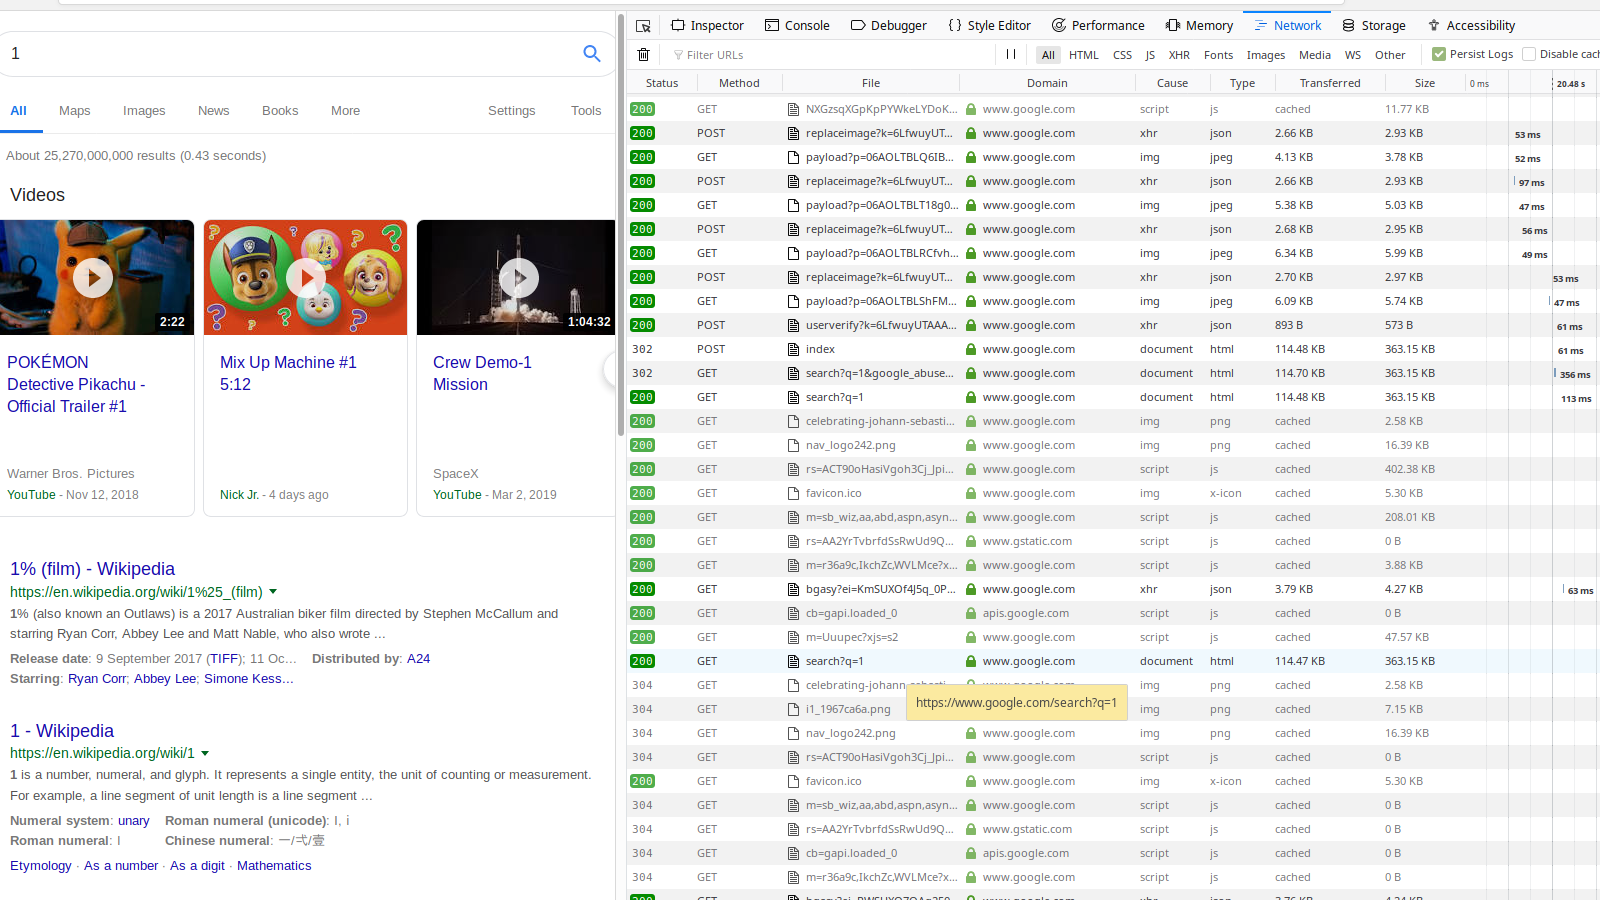 1
All Maps Images News Books More Settings Tools
About 25,270,000,000 results (0.43 seconds)
Videos
2:22
1:04:32
POKÉMON
Detective Pikachu -
Official Trailer #1
Warner Bros. Pictures
YouTube - Nov 12, 2018
Mix Up Machine #1
5:12
Nick Jr. - 4 days ago
Crew Demo-1
Mission
SpaceX
YouTube - Mar 2, 2019
1% (film) - Wikipedia
https://en.wikipedia.org/wiki/1%25_(film)
1% (also known an Outlaws) is a 2017 Australian biker film directed by Stephen McCallum and
starring Ryan Corr, Abbey Lee and Matt Nable, who also wrote ...
Release date: 9 September 2017 (TIFF); 11 Oc... Distributed by: A24
Starring: Ryan Corr; Abbey Lee; Simone Kess...
1 - Wikipedia
https://en.wikipedia.org/wiki/1
1 is a number, numeral, and glyph. It represents a single entity, the unit of counting or measurement.
For example, a line segment of unit length is a line segment ...
Numeral system: unary Roman numeral (unicode): Ⅰ, ⅰ
Roman numeral: I Chinese numeral: 一/弌/壹
Etymology · As a number · As a digit · Mathematics
Inspector Console Debugger Style Editor Performance Memory Network Storage Accessibility
Filter URLs All HTML CSS JS XHR Fonts Images Media WS Other Persist Logs Disable cach
Status Method File Domain Cause Type Transferred Size 0 ms 20.48 s
200 GET NXGzsqXGpKpPYWkeLYDoK... www.google.com script js cached 11.77 KB
200 POST replaceimage?k=6LfwuyUT... www.google.com xhr json 2.66 KB 2.93 KB 53 ms
200 GET payload?p=06AOLTBLQ6IB... www.google.com img jpeg 4.13 KB 3.78 KB 52 ms
200 POST replaceimage?k=6LfwuyUT... www.google.com xhr json 2.66 KB 2.93 KB 97 ms
200 GET payload?p=06AOLTBLT18g0... www.google.com img jpeg 5.38 KB 5.03 KB 47 ms
200 POST replaceimage?k=6LfwuyUT... www.google.com xhr json 2.68 KB 2.95 KB 56 ms
200 GET payload?p=06AOLTBLRCfvh... www.google.com img jpeg 6.34 KB 5.99 KB 49 ms
200 POST replaceimage?k=6LfwuyUT... www.google.com xhr json 2.70 KB 2.97 KB 53 ms
200 GET payload?p=06AOLTBLShFM... www.google.com img jpeg 6.09 KB 5.74 KB 47 ms
200 POST userverify?k=6LfwuyUTAAA... www.google.com xhr json 893 B 573 B 61 ms
302 POST index www.google.com document html 114.48 KB 363.15 KB 61 ms
302 GET search?q=1&google_abuse... www.google.com document html 114.70 KB 363.15 KB 356 ms
200 GET search?q=1 www.google.com document html 114.48 KB 363.15 KB 113 ms
200 GET celebrating-johann-sebasti... www.google.com img png cached 2.58 KB
200 GET nav_logo242.png www.google.com img png cached 16.39 KB
200 GET rs=ACT90oHasiVgoh3Cj_Jpi... www.google.com script js cached 402.38 KB
200 GET favicon.ico www.google.com img x-icon cached 5.30 KB
200 GET m=sb_wiz,aa,abd,aspn,asyn... www.google.com script js cached 208.01 KB
200 GET rs=AA2YrTvbrfdSsRwUd9Q... www.gstatic.com script js cached 0 B
200 GET m=r36a9c,IkchZc,WVLMce?x... www.google.com script js cached 3.88 KB
200 GET bgasy?ei=KmSUXOf4J5q_0P... www.google.com xhr json 3.79 KB 4.27 KB 63 ms
200 GET cb=gapi.loaded_0 apis.google.com script js cached 0 B
200 GET m=Uuupec?xjs=s2 www.google.com script js cached 47.57 KB
200 GET search?q=1 www.google.com document html 114.47 KB 363.15 KB
304 GET celebrating-johann-sebasti... www.google.com img png cached 2.58 KB
304 GET i1_1967ca6a.png https://www.google.com/search?q=1 img png cached 7.15 KB
304 GET nav_logo242.png www.google.com img png cached 16.39 KB
304 GET rs=ACT90oHasiVgoh3Cj_Jpi... www.google.com script js cached 0 B
200 GET favicon.ico www.google.com img x-icon cached 5.30 KB
304 GET m=sb_wiz,aa,abd,aspn,asyn... www.google.com script js cached 0 B
304 GET rs=AA2YrTvbrfdSsRwUd9Q... www.gstatic.com script js cached 0 B
304 GET cb=gapi.loaded_0 apis.google.com script js cached 0 B
304 GET m=r36a9c,IkchZc,WVLMce?x... www.google.com script js cached 0 B